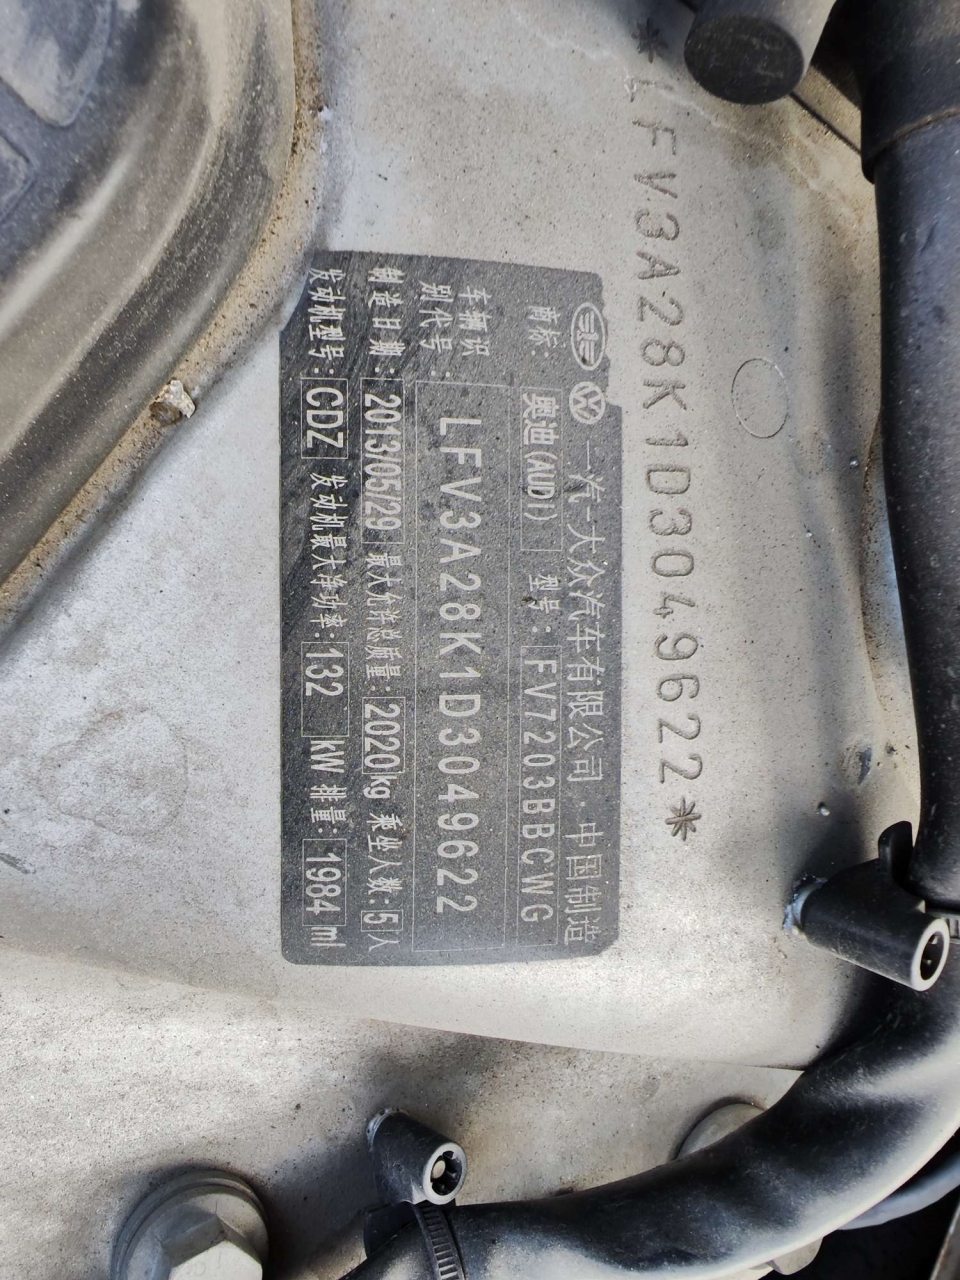 *LFV3A28K1D3049622*
一汽-大众汽车有限公司·中国制造
商标: 奥迪(AUDI) 型号: FV7203BBCWG
车辆识
别代号: LFV3A28K1D3049622
制造日期: 2013/05/29 最大允许总质量: 2020kg 乘坐人数: 5人
发动机型号: CDZ 发动机最大净功率: 132 kW 排量: 1984 ml